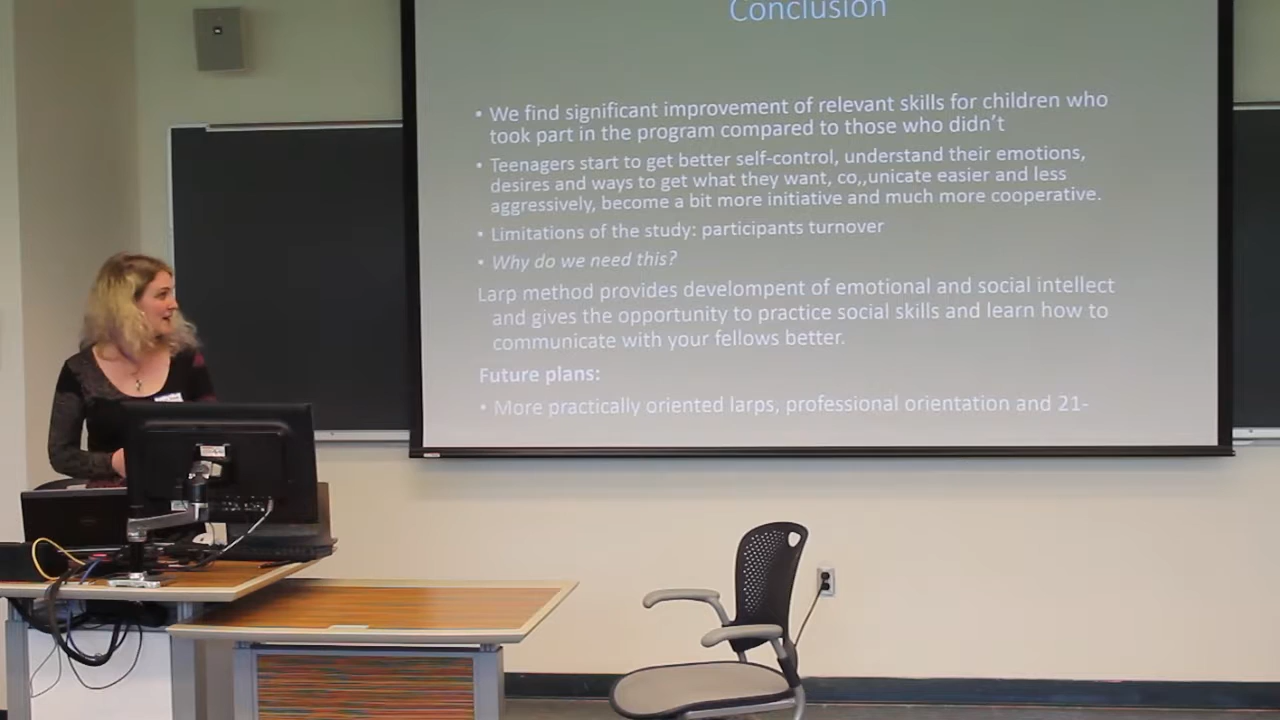 Conclusion
• We find significant improvement of relevant skills for children who
took part in the program compared to those who didn't
• Teenagers start to get better self-control, understand their emotions,
desires and ways to get what they want, co,,unicate easier and less
aggressively, become a bit more initiative and much more cooperative.
• Limitations of the study: participants turnover
• Why do we need this?
Larp method provides develompent of emotional and social intellect
and gives the opportunity to practice social skills and learn how to
communicate with your fellows better.
Future plans:
• More practically oriented larps, professional orientation and 21-